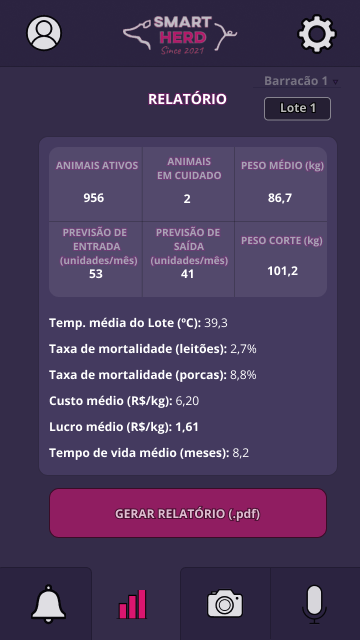 SMART
HERD
Since 2021
Barracão 1
RELATÓRIO
Lote 1
ANIMAIS ATIVOS
956
ANIMAIS
EM CUIDADO
2
PESO MÉDIO (kg)
86,7
PREVISÃO DE
ENTRADA
(unidades/mês)
53
PREVISÃO DE
SAÍDA
(unidades/mês)
41
PESO CORTE (kg)
101,2
Temp. média do Lote (ºC): 39,3
Taxa de mortalidade (leitões): 2,7%
Taxa de mortalidade (porcas): 8,8%
Custo médio (R$/kg): 6,20
Lucro médio (R$/kg): 1,61
Tempo de vida médio (meses): 8,2
GERAR RELATÓRIO (.pdf)